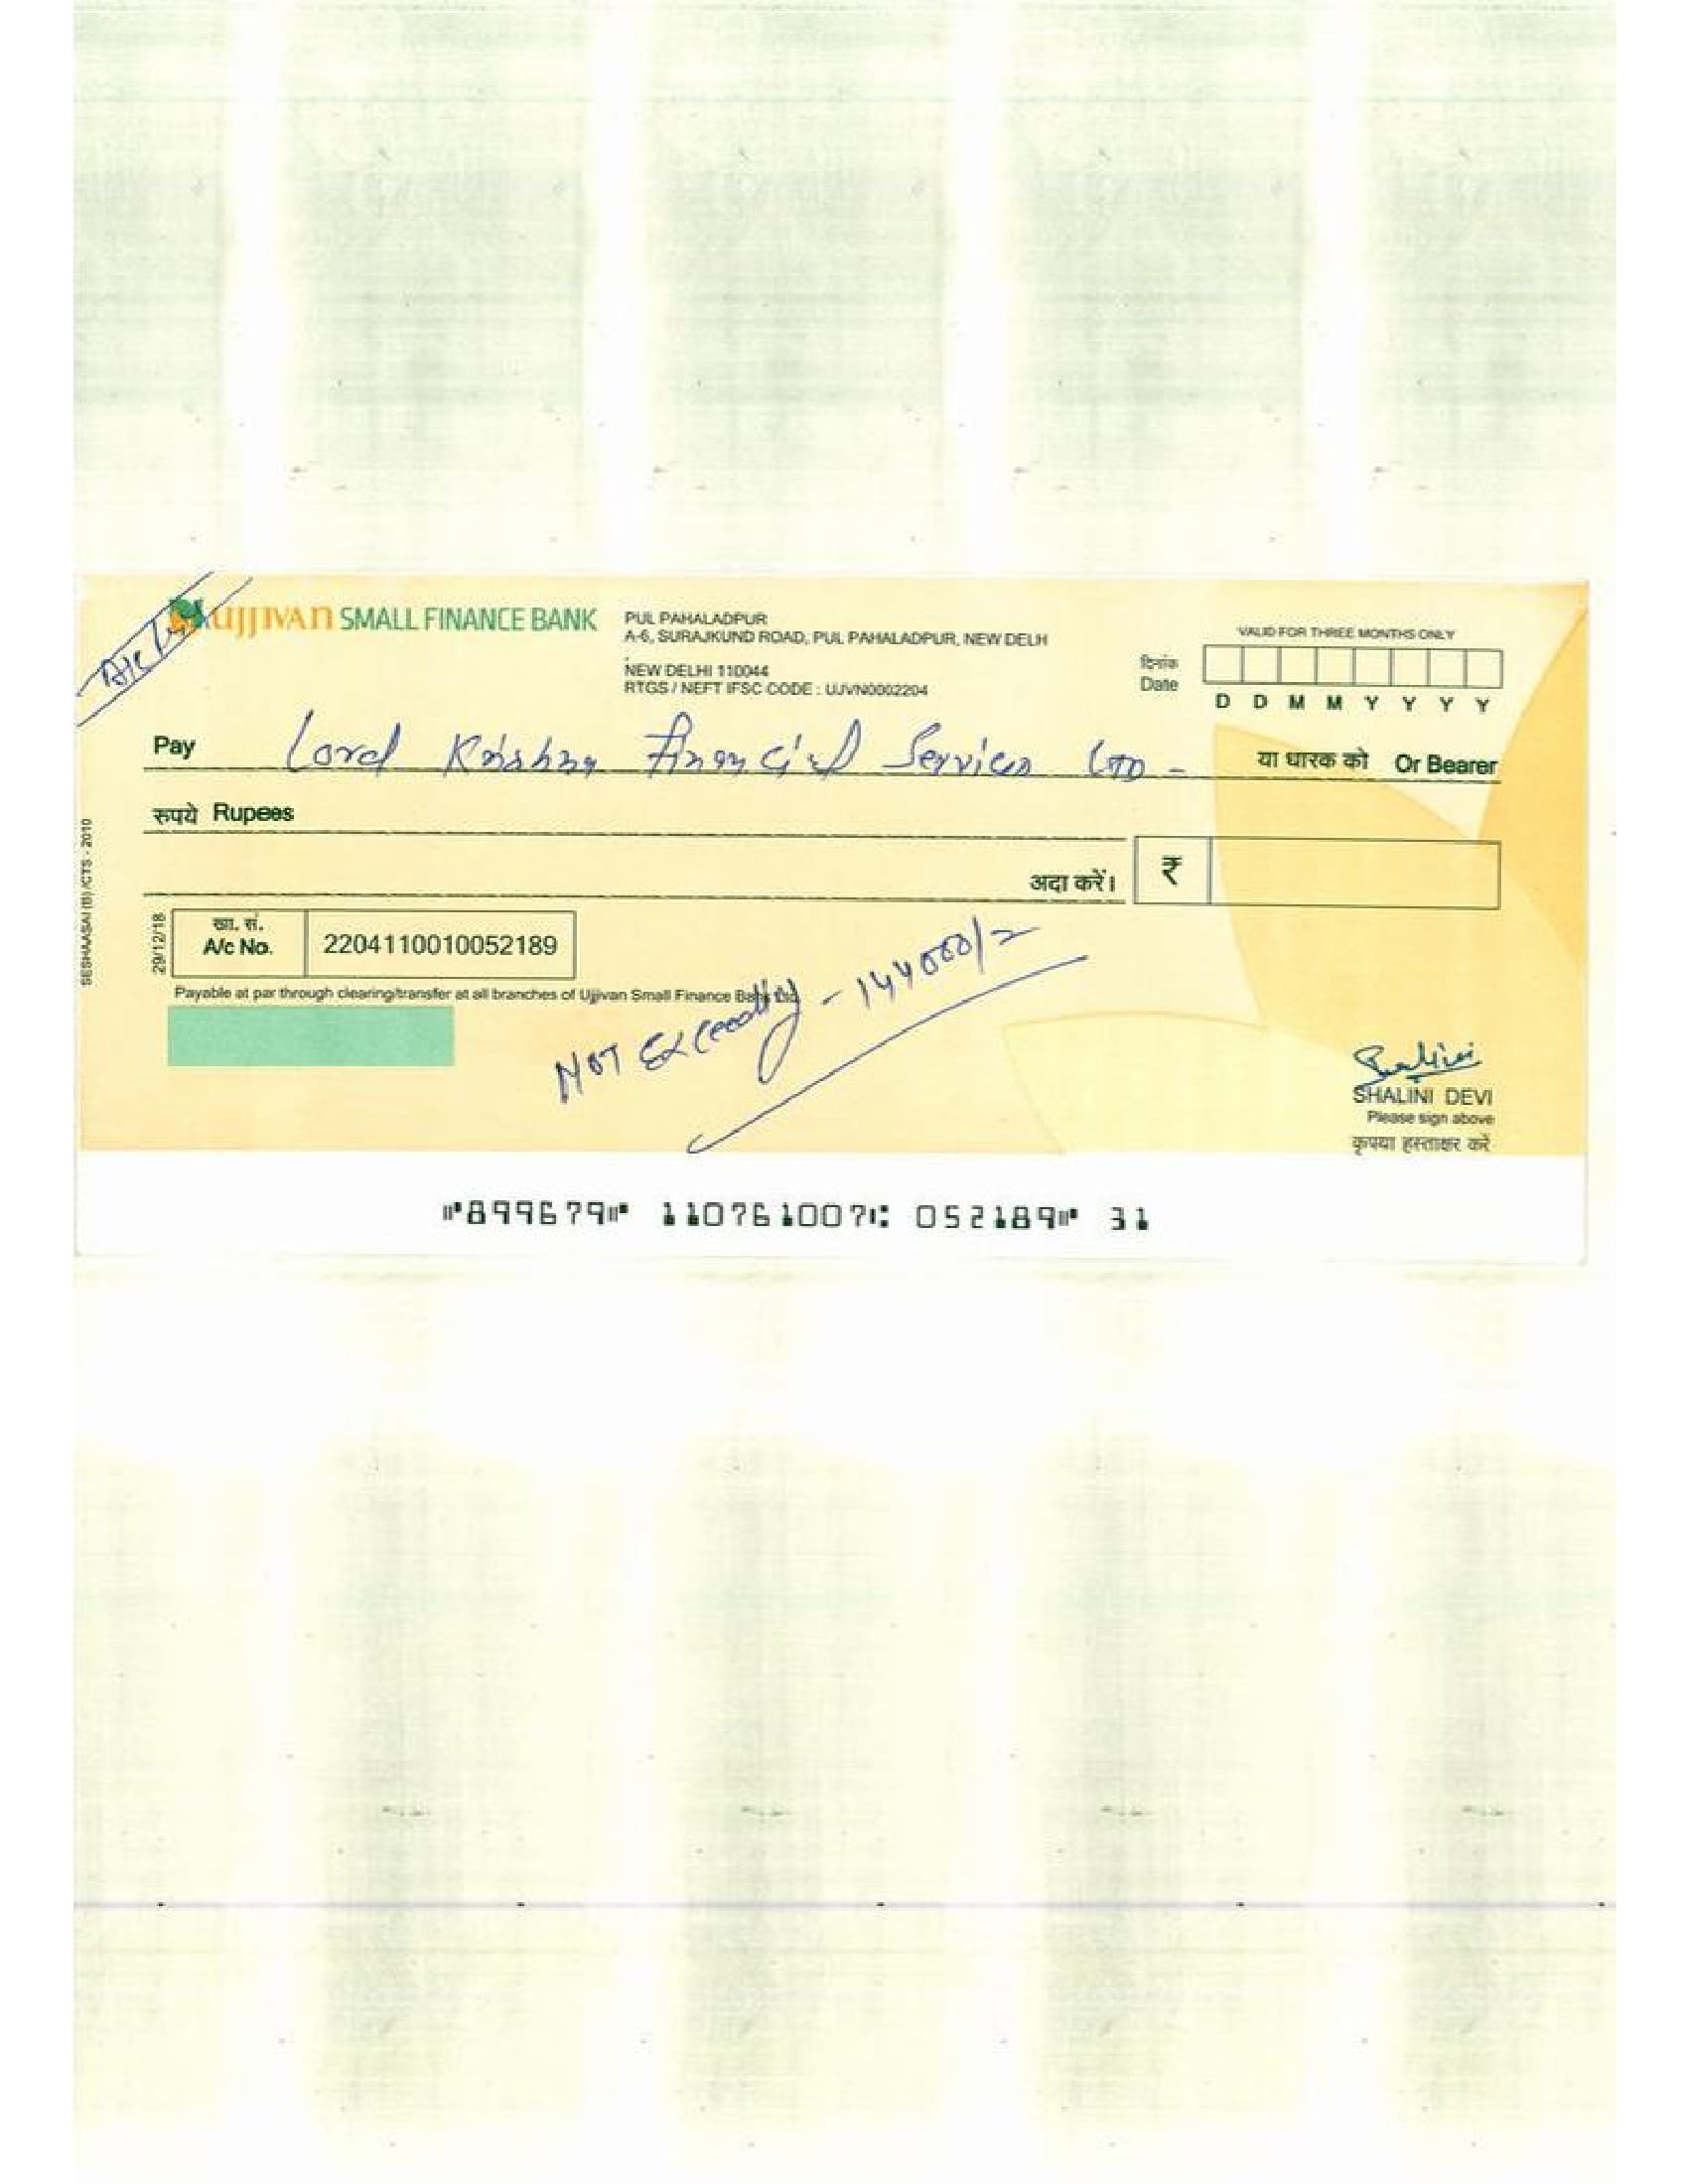 A/c
ujjivan SMALL FINANCE BANK
PUL PAHALADPUR
A-6, SURAJKUND ROAD, PUL PAHALADPUR, NEW DELH
.
NEW DELHI 110044
RTGS / NEFT IFSC CODE : UJVN0002204
VALID FOR THREE MONTHS ONLY
दिनांक
Date
D D M M Y Y Y Y
Pay Lord Krishna Financial Services LTD - या धारक को Or Bearer
रुपये Rupees
अदा करें। ₹
SESHAASAI (B) /CTS - 2010
29/12/18
खा. सं.
A/c No. 2204110010052189
Payable at par through clearing/transfer at all branches of Ujjivan Small Finance Bank Ltd
NOT Exceeding - 144000/=
Shalini
SHALINI DEVI
Please sign above
कृपया हस्ताक्षर करें
⑈899679⑈ 110761007⑆ 052189⑈ 31